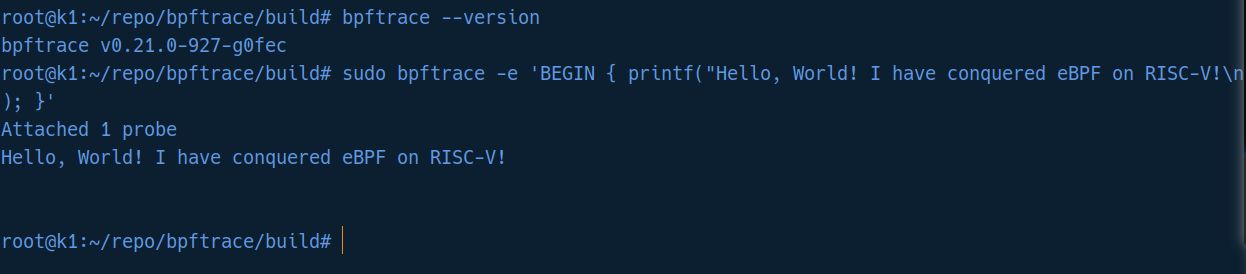 root@k1:~/repo/bpftrace/build# bpftrace --version
bpftrace v0.21.0-927-g0fec
root@k1:~/repo/bpftrace/build# sudo bpftrace -e 'BEGIN { printf("Hello, World! I have conquered eBPF on RISC-V!\n
); }'
Attached 1 probe
Hello, World! I have conquered eBPF on RISC-V!
root@k1:~/repo/bpftrace/build#